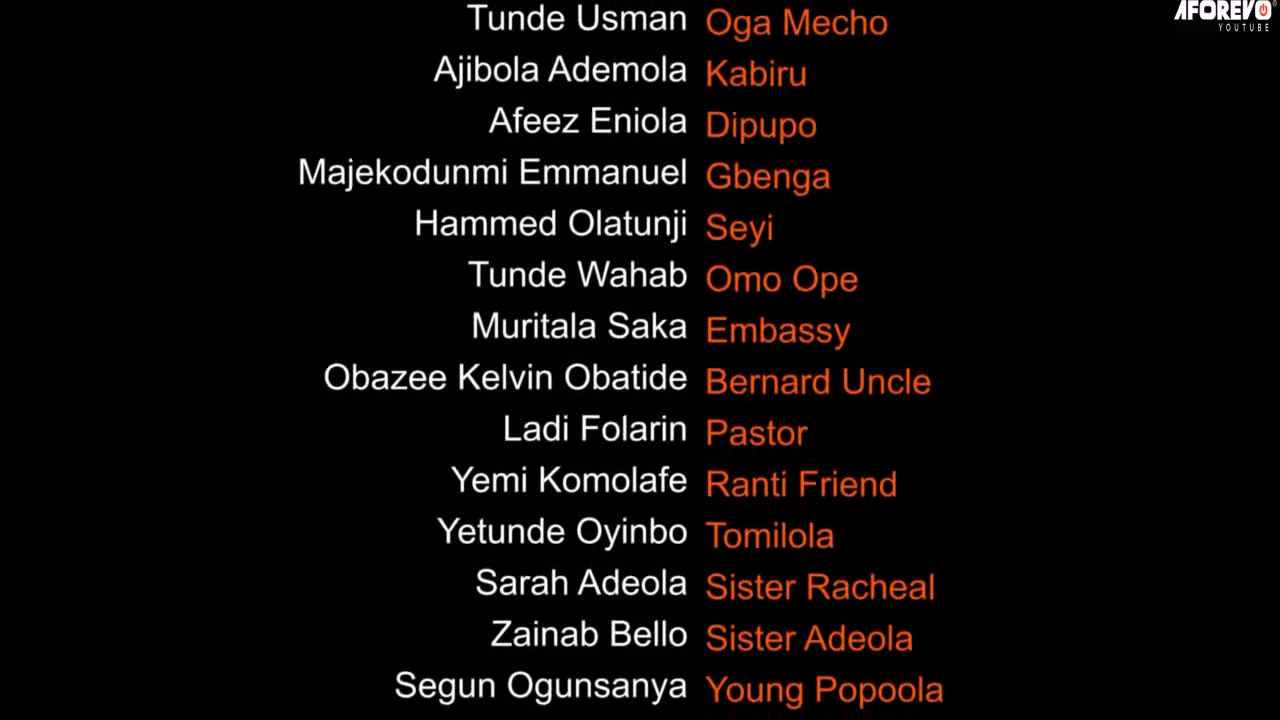 AFOREVO
YOUTUBE
Tunde Usman Oga Mecho
Ajibola Ademola Kabiru
Afeez Eniola Dipupo
Majekodunmi Emmanuel Gbenga
Hammed Olatunji Seyi
Tunde Wahab Omo Ope
Muritala Saka Embassy
Obazee Kelvin Obatide Bernard Uncle
Ladi Folarin Pastor
Yemi Komolafe Ranti Friend
Yetunde Oyinbo Tomilola
Sarah Adeola Sister Racheal
Zainab Bello Sister Adeola
Segun Ogunsanya Young Popoola